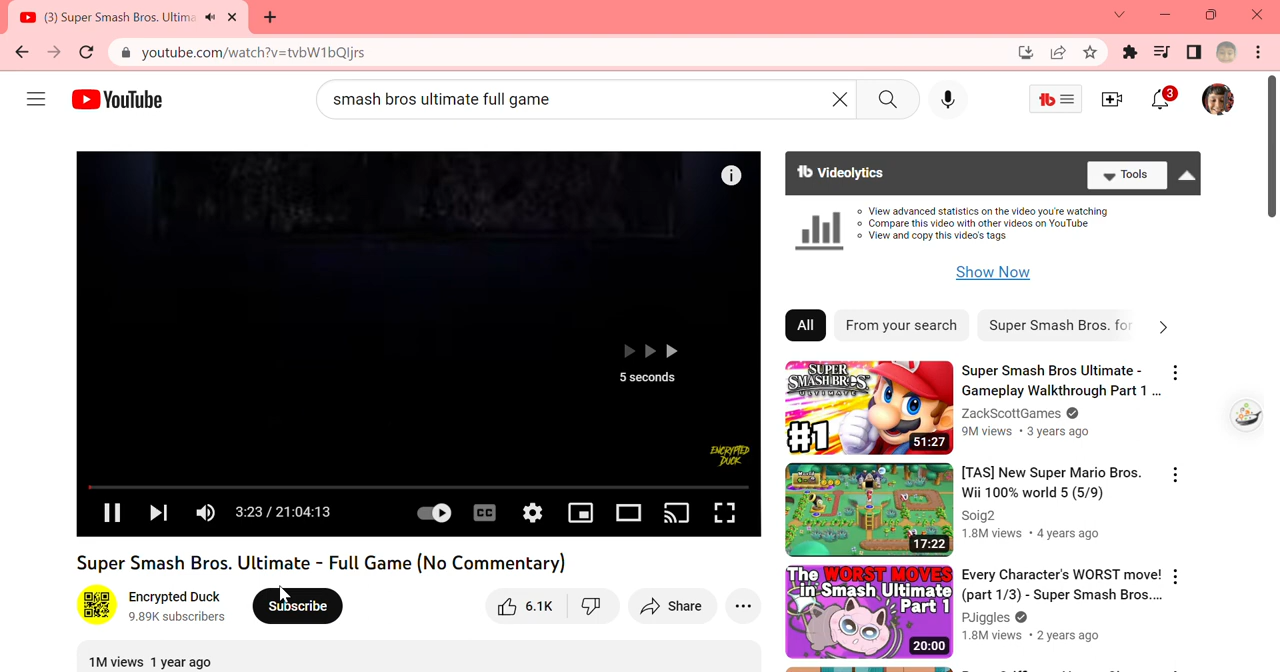 (3) Super Smash Bros. Ultima
youtube.com/watch?v=tvbW1bQljrs
YouTube
smash bros ultimate full game
tb
3
i
5 seconds
ENCRYPTED
DUCK
3:23 / 21:04:13
CC
Super Smash Bros. Ultimate - Full Game (No Commentary)
Encrypted Duck
9.89K subscribers
Subscribe
6.1K
Share
1M views 1 year ago
tb Videolytics
Tools
View advanced statistics on the video you're watching
Compare this video with other videos on YouTube
View and copy this video's tags
Show Now
All
From your search
Super Smash Bros. for
SUPER
SMASH BROS
ULTIMATE
#1
51:27
Super Smash Bros Ultimate -
Gameplay Walkthrough Part 1 ...
ZackScottGames
9M views • 3 years ago
World
17:22
[TAS] New Super Mario Bros.
Wii 100% world 5 (5/9)
Soig2
1.8M views • 4 years ago
The WORST MOVES
in Smash Ultimate
Part 1
20:00
Every Character's WORST move!
(part 1/3) - Super Smash Bros....
PJiggles
1.8M views • 2 years ago